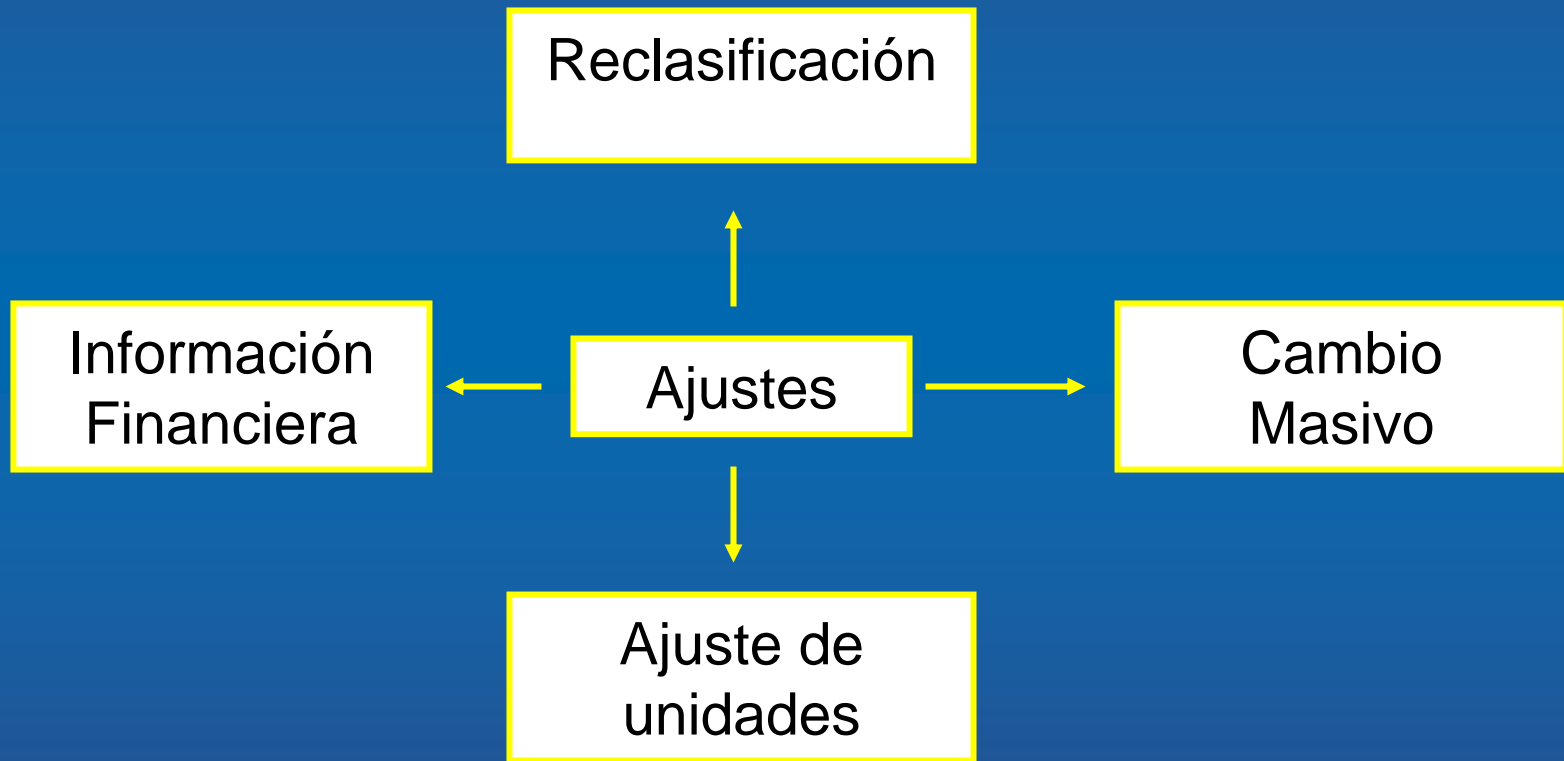 Reclasificación
Información
Financiera
Ajustes
Cambio
Masivo
Ajuste de
unidades